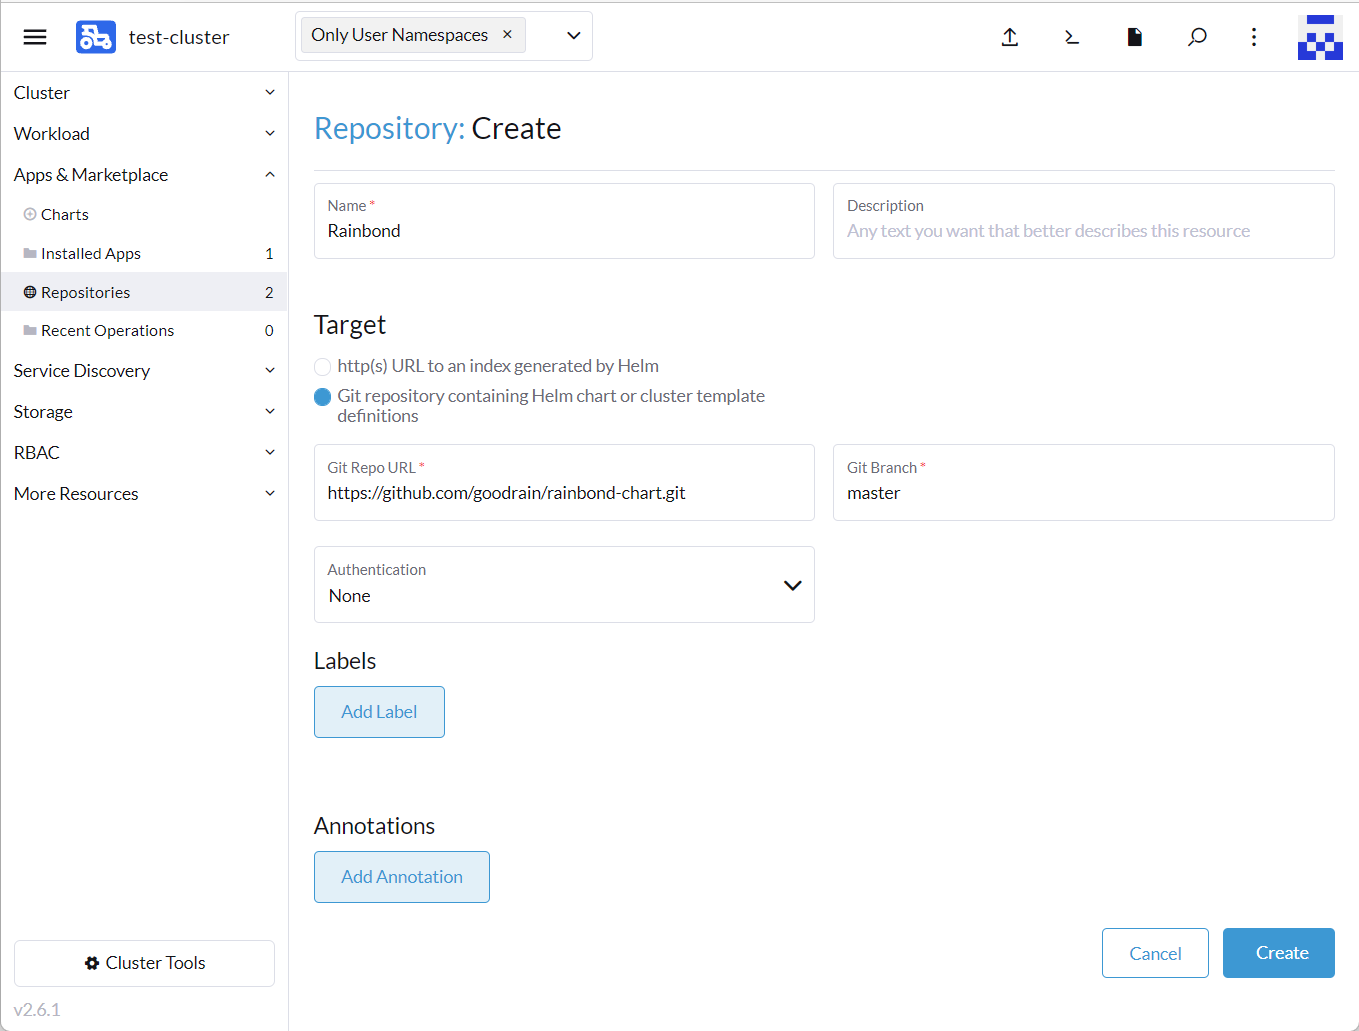 test-cluster
Only User Namespaces ×
Cluster
Workload
Apps & Marketplace
Charts
Installed Apps 1
Repositories 2
Recent Operations 0
Service Discovery
Storage
RBAC
More Resources
Cluster Tools
v2.6.1
Repository: Create
Name *
Rainbond
Description
Any text you want that better describes this resource
Target
http(s) URL to an index generated by Helm
Git repository containing Helm chart or cluster template
definitions
Git Repo URL *
https://github.com/goodrain/rainbond-chart.git
Git Branch *
master
Authentication
None
Labels
Add Label
Annotations
Add Annotation
Cancel
Create